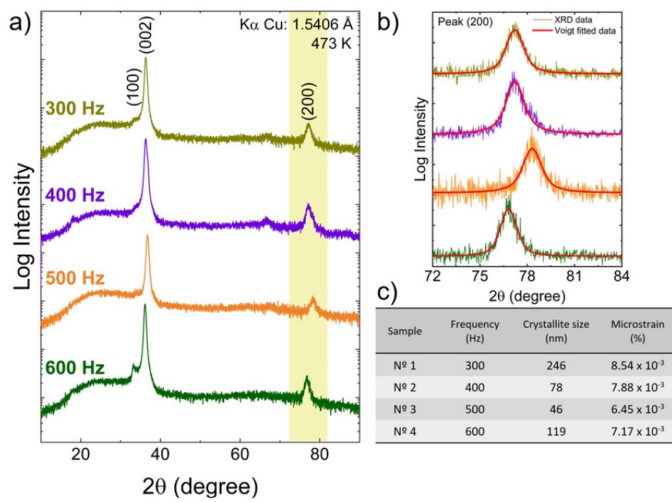 a)
Kα Cu: 1.5406 Å
473 K
(002)
(100)
(200)
300 Hz
400 Hz
500 Hz
600 Hz
Log Intensity
10 20 40 60 80
2θ (degree)
b)
Peak (200)
XRD data
Voigt fitted data
Log Intensity
72 75 78 81 84
2θ (degree)
c)
Sample Frequency (Hz) Crystallite size (nm) Microstrain (%)
Nº 1 300 246 8.54 x 10⁻³
Nº 2 400 78 7.88 x 10⁻³
Nº 3 500 46 6.45 x 10⁻³
Nº 4 600 119 7.17 x 10⁻³